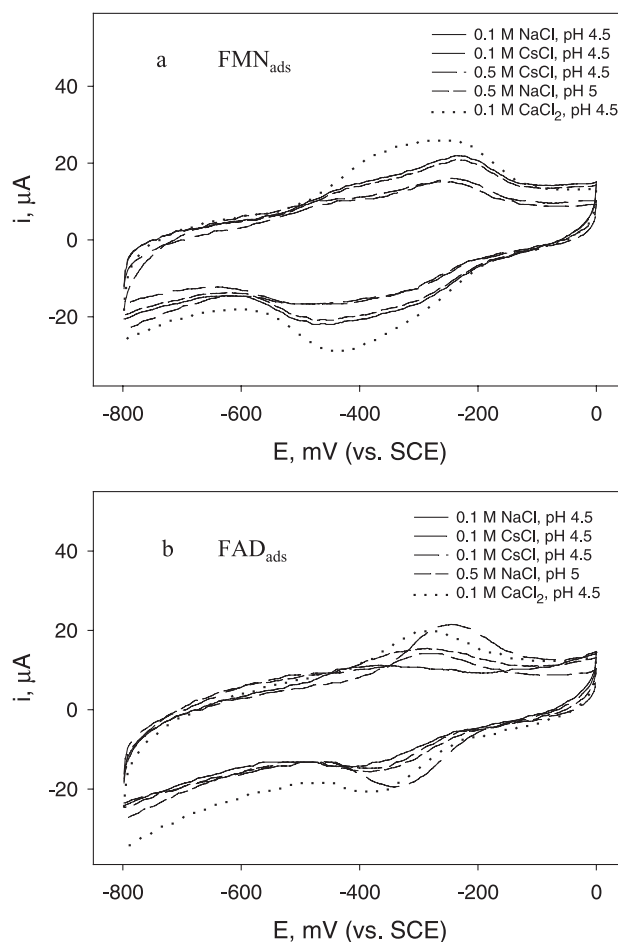 a FMN_ads
0.1 M NaCl, pH 4.5
0.1 M CsCl, pH 4.5
0.5 M CsCl, pH 4.5
0.5 M NaCl, pH 5
0.1 M CaCl₂, pH 4.5
40
20
0
-20
i, µA
-800 -600 -400 -200 0
E, mV (vs. SCE)
b FAD_ads
0.1 M NaCl, pH 4.5
0.1 M CsCl, pH 4.5
0.1 M CsCl, pH 4.5
0.5 M NaCl, pH 5
0.1 M CaCl₂, pH 4.5
40
20
0
-20
i, µA
-800 -600 -400 -200 0
E, mV (vs. SCE)